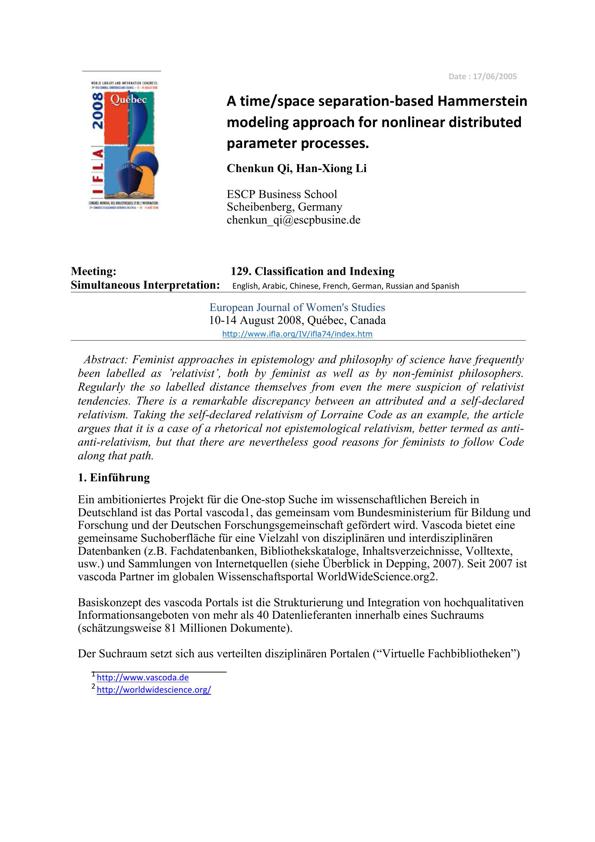 Date : 17/06/2005
WORLD LIBRARY AND INFORMATION CONGRESS:
2008
Québec
IFLA
A time/space separation-based Hammerstein
modeling approach for nonlinear distributed
parameter processes.
Chenkun Qi, Han-Xiong Li
ESCP Business School
Scheibenberg, Germany
chenkun_qi@escpbusine.de
Meeting: 129. Classification and Indexing
Simultaneous Interpretation: English, Arabic, Chinese, French, German, Russian and Spanish
European Journal of Women's Studies
10-14 August 2008, Québec, Canada
http://www.ifla.org/IV/ifla74/index.htm
Abstract: Feminist approaches in epistemology and philosophy of science have frequently
been labelled as ’relativist’, both by feminist as well as by non-feminist philosophers.
Regularly the so labelled distance themselves from even the mere suspicion of relativist
tendencies. There is a remarkable discrepancy between an attributed and a self-declared
relativism. Taking the self-declared relativism of Lorraine Code as an example, the article
argues that it is a case of a rhetorical not epistemological relativism, better termed as anti-
anti-relativism, but that there are nevertheless good reasons for feminists to follow Code
along that path.
1. Einführung
Ein ambitioniertes Projekt für die One-stop Suche im wissenschaftlichen Bereich in
Deutschland ist das Portal vascoda1, das gemeinsam vom Bundesministerium für Bildung und
Forschung und der Deutschen Forschungsgemeinschaft gefördert wird. Vascoda bietet eine
gemeinsame Suchoberfläche für eine Vielzahl von disziplinären und interdisziplinären
Datenbanken (z.B. Fachdatenbanken, Bibliothekskataloge, Inhaltsverzeichnisse, Volltexte,
usw.) und Sammlungen von Internetquellen (siehe Überblick in Depping, 2007). Seit 2007 ist
vascoda Partner im globalen Wissenschaftsportal WorldWideScience.org2.
Basiskonzept des vascoda Portals ist die Strukturierung und Integration von hochqualitativen
Informationsangeboten von mehr als 40 Datenlieferanten innerhalb eines Suchraums
(schätzungsweise 81 Millionen Dokumente).
Der Suchraum setzt sich aus verteilten disziplinären Portalen (“Virtuelle Fachbibliotheken”)
1 http://www.vascoda.de
2 http://worldwidescience.org/